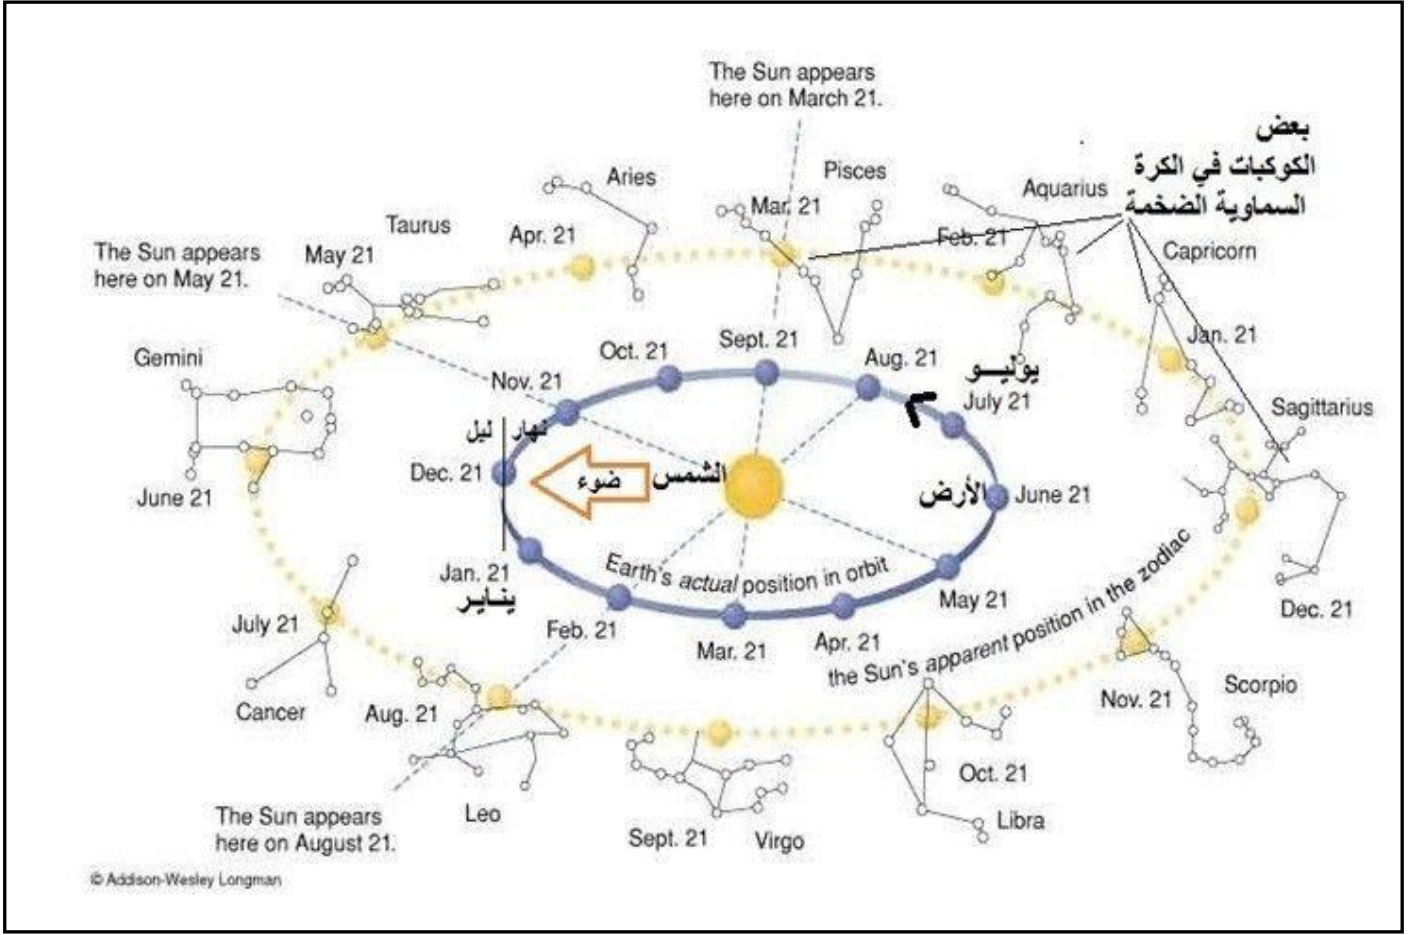 The Sun appears
here on March 21.
بعض
الكوكبات في الكرة
السماوية الضخمة
Pisces
Aries
Aquarius
Mar. 21
Taurus
Apr. 21
Feb. 21
The Sun appears
here on May 21.
May 21
Capricorn
Jan. 21
Gemini
Oct. 21
Sept. 21
Aug. 21
يوليو
Nov. 21
July 21
Sagittarius
ليل
نهار
Dec. 21
ضوء
الشمس
الأرض
June 21
June 21
Earth's actual position in orbit
Jan. 21
يناير
May 21
Feb. 21
Mar. 21
Apr. 21
the Sun's apparent position in the zodiac
Dec. 21
July 21
Cancer
Aug. 21
Nov. 21
Scorpio
Oct. 21
Leo
Libra
The Sun appears
here on August 21.
Sept. 21
Virgo
© Addison-Wesley Longman